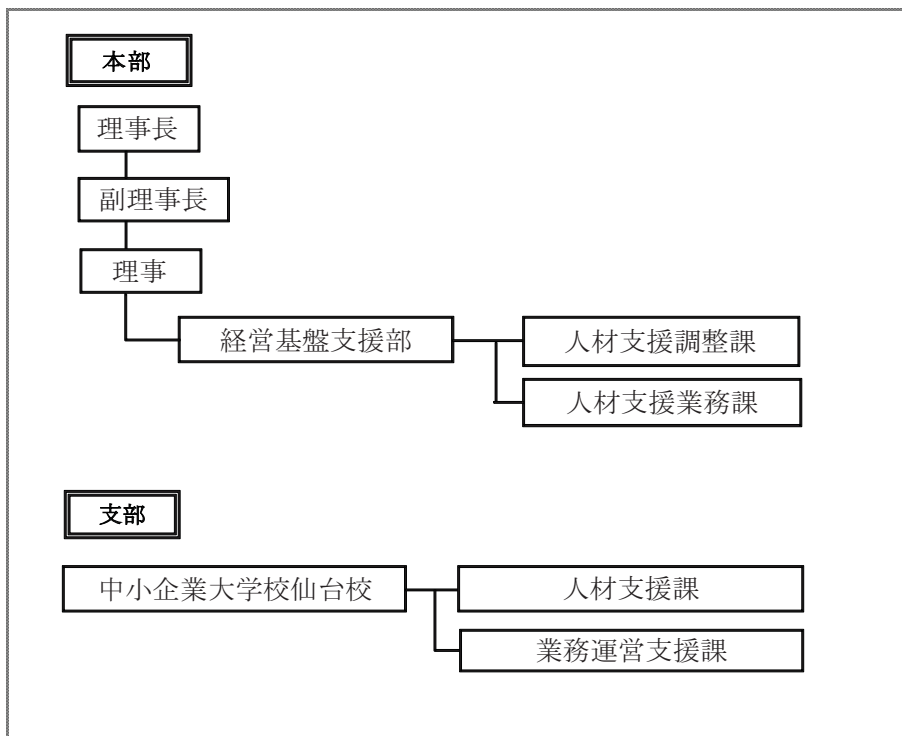 本部
理事長
副理事長
理事
経営基盤支援部
人材支援調整課
人材支援業務課
支部
中小企業大学校仙台校
人材支援課
業務運営支援課